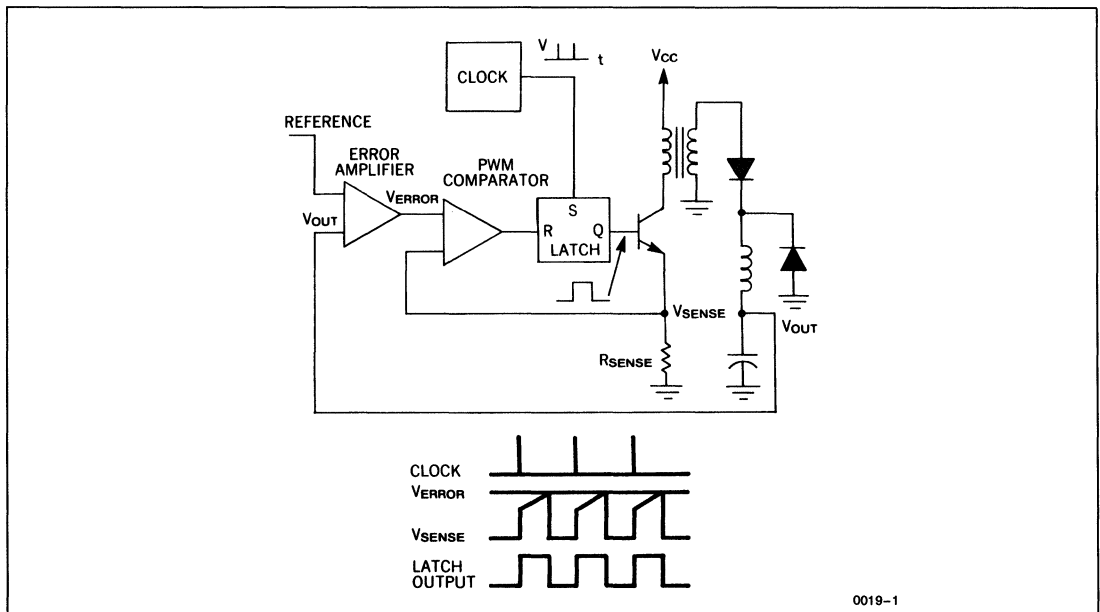 V
t
VCC
CLOCK
REFERENCE
ERROR
AMPLIFIER
PWM
COMPARATOR
VERROR
VOUT
S
R Q
LATCH
VSENSE
VOUT
RSENSE
CLOCK
VERROR
VSENSE
LATCH
OUTPUT
0019-1